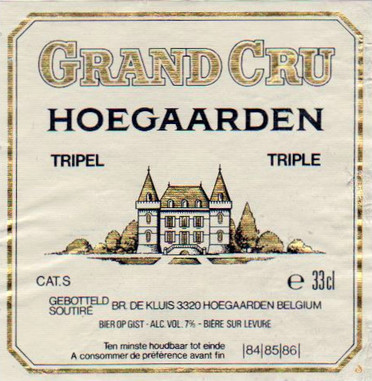 GRAND CRU
HOEGAARDEN
TRIPEL TRIPLE
CAT.S e 33cl
GEBOTTELD
SOUTIRÉ BR. DE KLUIS 3320 HOEGAARDEN BELGIUM
BIER OP GIST - ALC. VOL. 7% - BIÈRE SUR LEVURE
Ten minste houdbaar tot einde
A consommer de préférence avant fin |84|85|86|